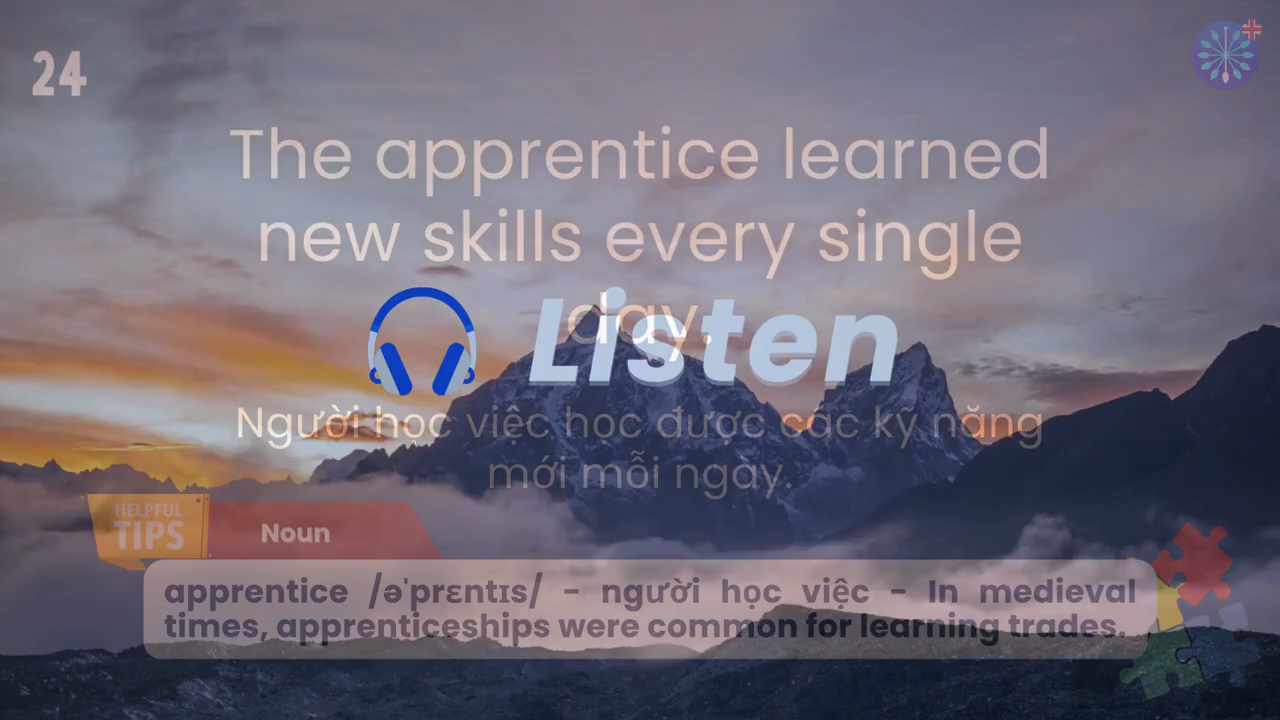 24
The apprentice learned
new skills every single
day.
Listen
Người học việc học được các kỹ năng
mới mỗi ngày.
HELPFUL
TIPS
Noun
apprentice /əˈprɛntɪs/ - người học việc - In medieval
times, apprenticeships were common for learning trades.